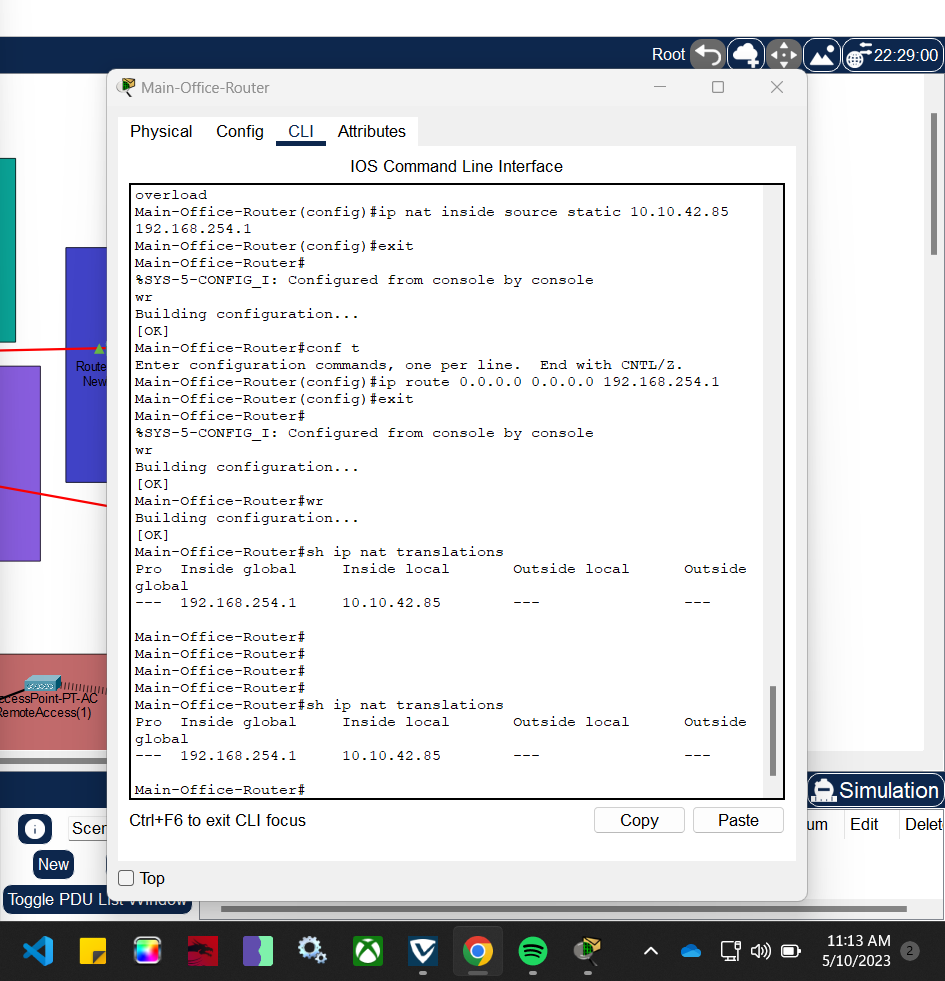 Root
22:29:00
Main-Office-Router
Physical Config CLI Attributes
IOS Command Line Interface
overload
Main-Office-Router(config)#ip nat inside source static 10.10.42.85
192.168.254.1
Main-Office-Router(config)#exit
Main-Office-Router#
%SYS-5-CONFIG_I: Configured from console by console
wr
Building configuration...
[OK]
Main-Office-Router#conf t
Enter configuration commands, one per line.  End with CNTL/Z.
Main-Office-Router(config)#ip route 0.0.0.0 0.0.0.0 192.168.254.1
Main-Office-Router(config)#exit
Main-Office-Router#
%SYS-5-CONFIG_I: Configured from console by console
wr
Building configuration...
[OK]
Main-Office-Router#wr
Building configuration...
[OK]
Main-Office-Router#sh ip nat translations
Pro  Inside global     Inside local       Outside local      Outside
global
---  192.168.254.1     10.10.42.85        ---                ---
Main-Office-Router#
Main-Office-Router#
Main-Office-Router#
Main-Office-Router#
Main-Office-Router#sh ip nat translations
Pro  Inside global     Inside local       Outside local      Outside
global
---  192.168.254.1     10.10.42.85        ---                ---
Main-Office-Router#
Ctrl+F6 to exit CLI focus
Copy Paste
Top
Route
New
ccessPoint-PT-AC
RemoteAccess(1)
Simulation
Scen
um Edit Delet
New
Toggle PDU List Window
11:13 AM
5/10/2023
2